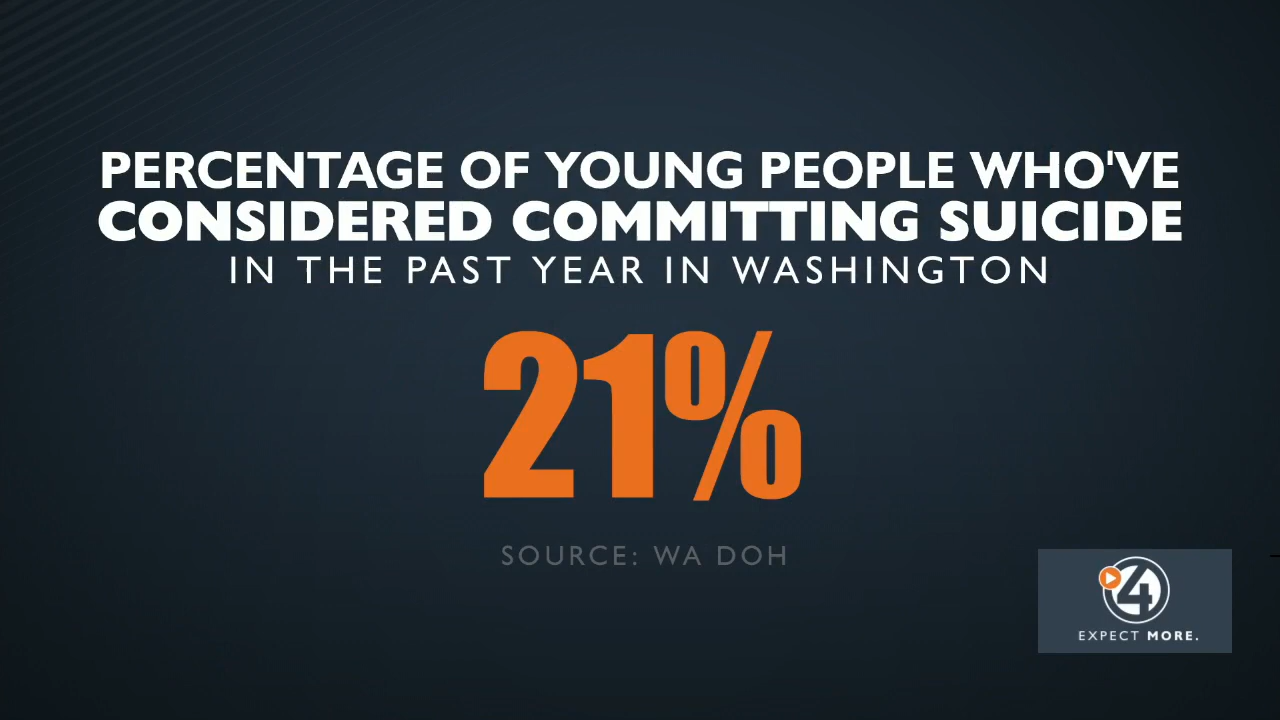 PERCENTAGE OF YOUNG PEOPLE WHO'VE
CONSIDERED COMMITTING SUICIDE
IN THE PAST YEAR IN WASHINGTON
21%
SOURCE: WA DOH
4
EXPECT MORE.